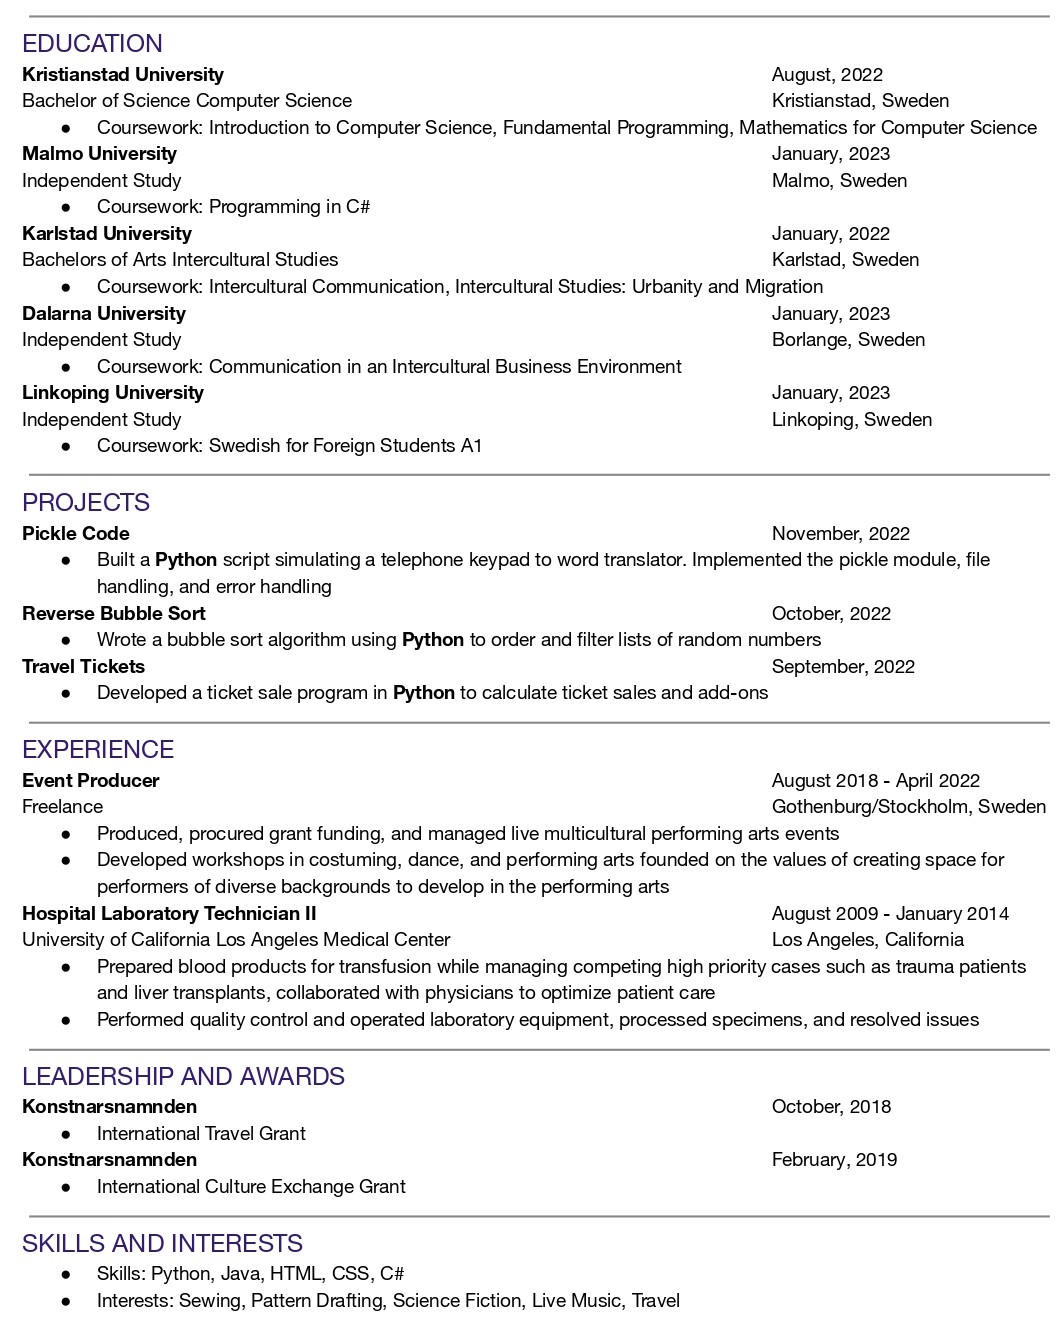 EDUCATION
Kristianstad University August, 2022
Bachelor of Science Computer Science Kristianstad, Sweden
● Coursework: Introduction to Computer Science, Fundamental Programming, Mathematics for Computer Science
Malmo University January, 2023
Independent Study Malmo, Sweden
● Coursework: Programming in C#
Karlstad University January, 2022
Bachelors of Arts Intercultural Studies Karlstad, Sweden
● Coursework: Intercultural Communication, Intercultural Studies: Urbanity and Migration
Dalarna University January, 2023
Independent Study Borlange, Sweden
● Coursework: Communication in an Intercultural Business Environment
Linkoping University January, 2023
Independent Study Linkoping, Sweden
● Coursework: Swedish for Foreign Students A1
PROJECTS
Pickle Code November, 2022
● Built a Python script simulating a telephone keypad to word translator. Implemented the pickle module, file
handling, and error handling
Reverse Bubble Sort October, 2022
● Wrote a bubble sort algorithm using Python to order and filter lists of random numbers
Travel Tickets September, 2022
● Developed a ticket sale program in Python to calculate ticket sales and add-ons
EXPERIENCE
Event Producer August 2018 - April 2022
Freelance Gothenburg/Stockholm, Sweden
● Produced, procured grant funding, and managed live multicultural performing arts events
● Developed workshops in costuming, dance, and performing arts founded on the values of creating space for
performers of diverse backgrounds to develop in the performing arts
Hospital Laboratory Technician II August 2009 - January 2014
University of California Los Angeles Medical Center Los Angeles, California
● Prepared blood products for transfusion while managing competing high priority cases such as trauma patients
and liver transplants, collaborated with physicians to optimize patient care
● Performed quality control and operated laboratory equipment, processed specimens, and resolved issues
LEADERSHIP AND AWARDS
Konstnarsnamnden October, 2018
● International Travel Grant
Konstnarsnamnden February, 2019
● International Culture Exchange Grant
SKILLS AND INTERESTS
● Skills: Python, Java, HTML, CSS, C#
● Interests: Sewing, Pattern Drafting, Science Fiction, Live Music, Travel